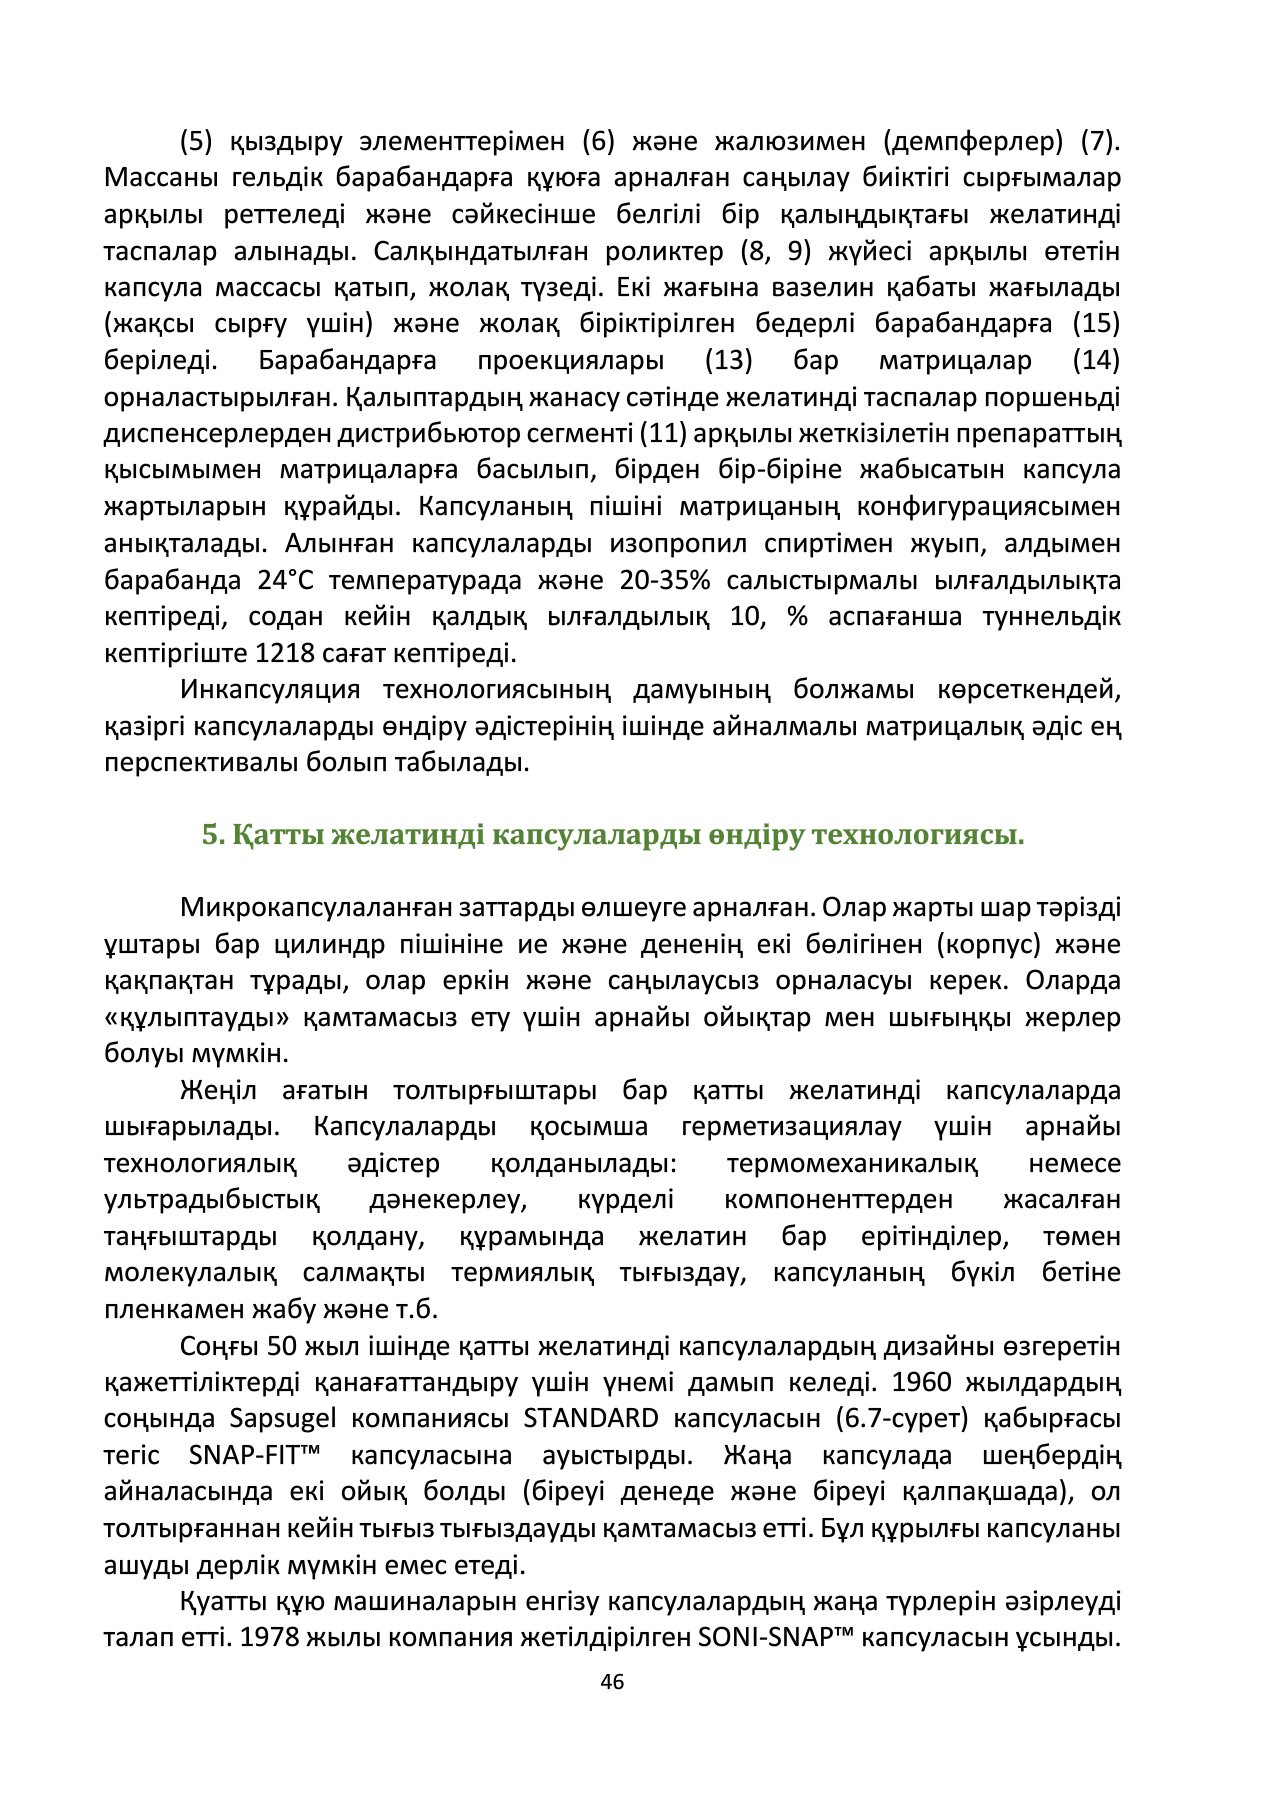 (5) қыздыру элементтерімен (6) және жалюзимен (демпферлер) (7).
Массаны гельдік барабандарға құюға арналған саңылау биіктігі сырғымалар
арқылы реттеледі және сәйкесінше белгілі бір қалыңдықтағы желатинді
таспалар алынады. Салқындатылған роликтер (8, 9) жүйесі арқылы өтетін
капсула массасы қатып, жолақ түзеді. Екі жағына вазелин қабаты жағылады
(жақсы сырғу үшін) және жолақ біріктірілген бедерлі барабандарға (15)
беріледі. Барабандарға проекциялары (13) бар матрицалар (14)
орналастырылған. Қалыптардың жанасу сәтінде желатинді таспалар поршеньді
диспенсерлерден дистрибьютор сегменті (11) арқылы жеткізілетін препараттың
қысымымен матрицаларға басылып, бірден бір-біріне жабысатын капсула
жартыларын құрайды. Капсуланың пішіні матрицаның конфигурациясымен
анықталады. Алынған капсулаларды изопропил спиртімен жуып, алдымен
барабанда 24°C температурада және 20-35% салыстырмалы ылғалдылықта
кептіреді, содан кейін қалдық ылғалдылық 10, % аспағанша туннельдік
кептіргіште 1218 сағат кептіреді.
Инкапсуляция технологиясының дамуының болжамы көрсеткендей,
қазіргі капсулаларды өндіру әдістерінің ішінде айналмалы матрицалық әдіс ең
перспективалы болып табылады.
5. Қатты желатинді капсулаларды өндіру технологиясы.
Микрокапсулаланған заттарды өлшеуге арналған. Олар жарты шар тәрізді
ұштары бар цилиндр пішініне ие және дененің екі бөлігінен (корпус) және
қақпақтан тұрады, олар еркін және саңылаусыз орналасуы керек. Оларда
«құлыптауды» қамтамасыз ету үшін арнайы ойықтар мен шығыңқы жерлер
болуы мүмкін.
Жеңіл ағатын толтырғыштары бар қатты желатинді капсулаларда
шығарылады. Капсулаларды қосымша герметизациялау үшін арнайы
технологиялық әдістер қолданылады: термомеханикалық немесе
ультрадыбыстық дәнекерлеу, күрделі компоненттерден жасалған
таңғыштарды қолдану, құрамында желатин бар ерітінділер, төмен
молекулалық салмақты термиялық тығыздау, капсуланың бүкіл бетіне
пленкамен жабу және т.б.
Соңғы 50 жыл ішінде қатты желатинді капсулалардың дизайны өзгеретін
қажеттіліктерді қанағаттандыру үшін үнемі дамып келеді. 1960 жылдардың
соңында Sapsugel компаниясы STANDARD капсуласын (6.7-сурет) қабырғасы
тегіс SNAP-FIT™ капсуласына ауыстырды. Жаңа капсулада шеңбердің
айналасында екі ойық болды (біреуі денеде және біреуі қалпақшада), ол
толтырғаннан кейін тығыз тығыздауды қамтамасыз етті. Бұл құрылғы капсуланы
ашуды дерлік мүмкін емес етеді.
Қуатты құю машиналарын енгізу капсулалардың жаңа түрлерін әзірлеуді
талап етті. 1978 жылы компания жетілдірілген SONI-SNAP™ капсуласын ұсынды.
46